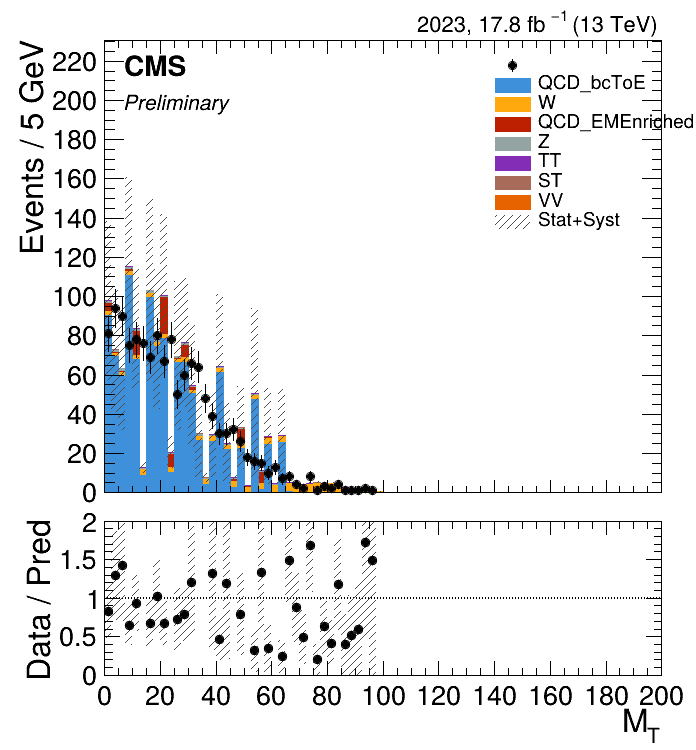 2023, 17.8 fb⁻¹ (13 TeV)
CMS
Preliminary
QCD_bcToE
W
QCD_EMEnriched
Z
TT
ST
VV
Stat+Syst
Events / 5 GeV
220
200
180
160
140
120
100
80
60
40
20
0
Data / Pred
2
1.5
1
0.5
0
0 20 40 60 80 100 120 140 160 180 200
M_T